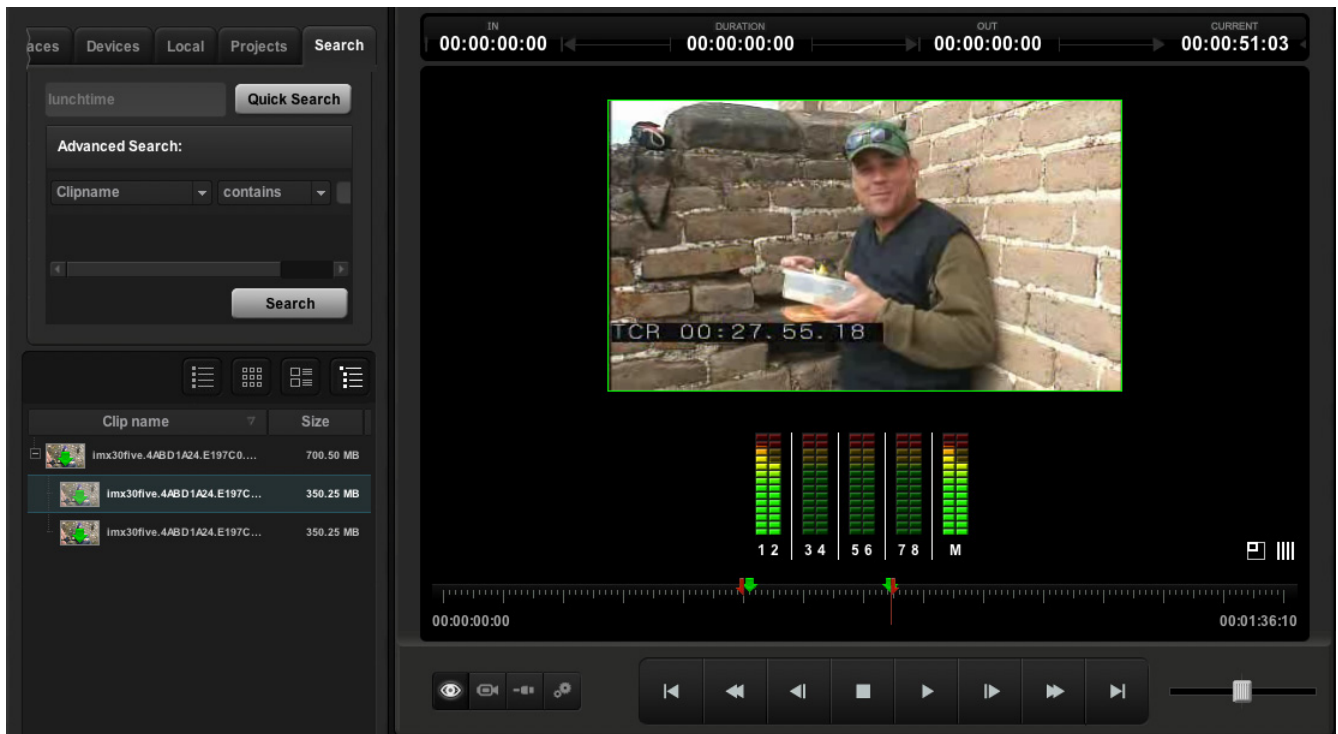 aces Devices Local Projects Search
lunchtime Quick Search
Advanced Search:
Clipname contains
Search
Clip name Size
imx30five.4ABD1A24.E197C0.... 700.50 MB
imx30five.4ABD1A24.E197C... 350.25 MB
imx30five.4ABD1A24.E197C... 350.25 MB
IN DURATION OUT CURRENT
00:00:00:00 00:00:00:00 00:00:00:00 00:00:51:03
TCR 00:27.55.18
1 2 3 4 5 6 7 8 M
00:00:00:00 00:01:36:10